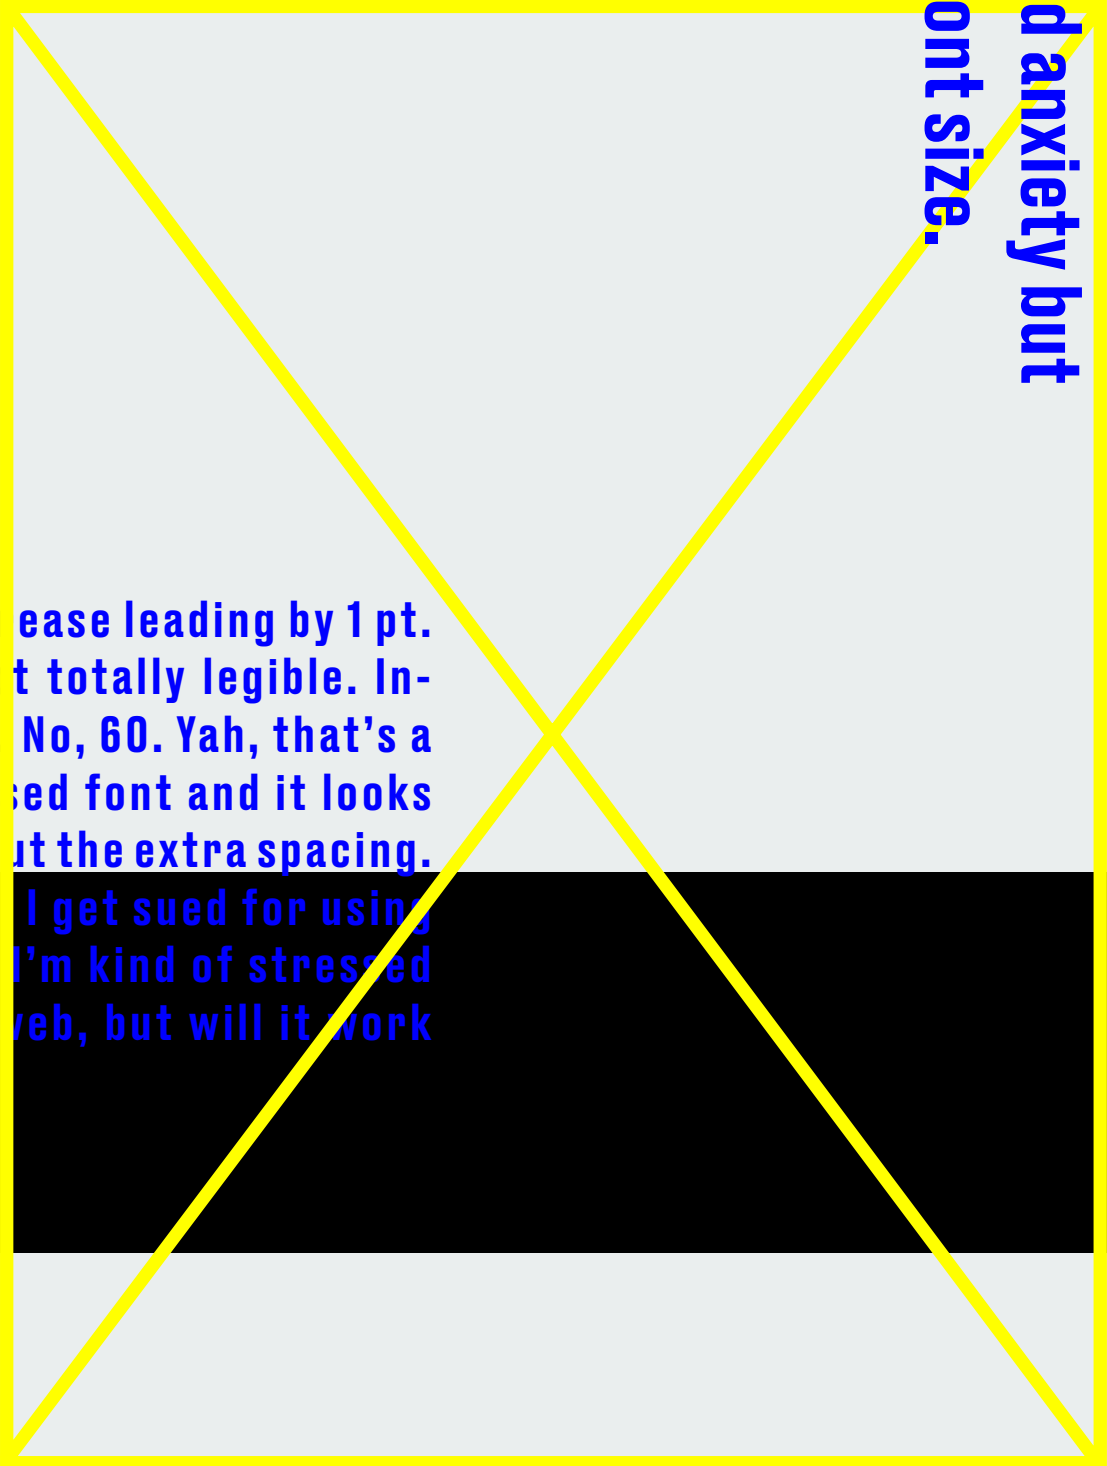 d anxiety but
ont size.
ease leading by 1 pt.
t totally legible. In-
No, 60. Yah, that’s a
sed font and it looks
ut the extra spacing.
I get sued for using
I’m kind of stressed
web, but will it work